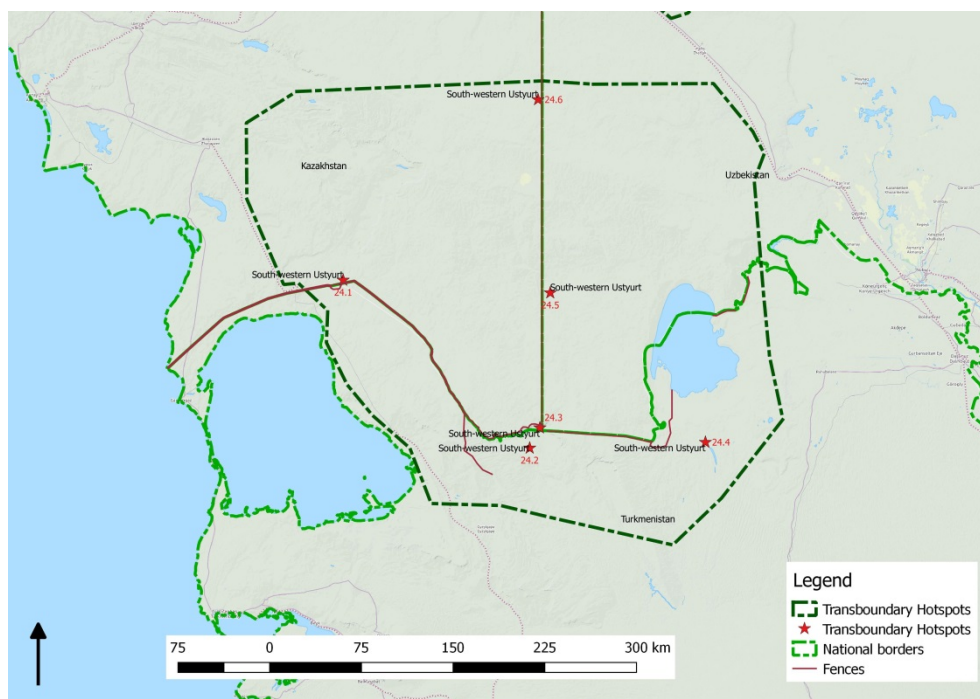 South-western Ustyurt
24.6
Kazakhstan
Uzbekistan
South-western Ustyurt
24.1
South-western Ustyurt
24.5
24.3
South-western Ustyurt
South-western Ustyurt
24.2
South-western Ustyurt
24.4
Turkmenistan
Legend
Transboundary Hotspots
Transboundary Hotspots
National borders
Fences
75 0 75 150 225 300 km